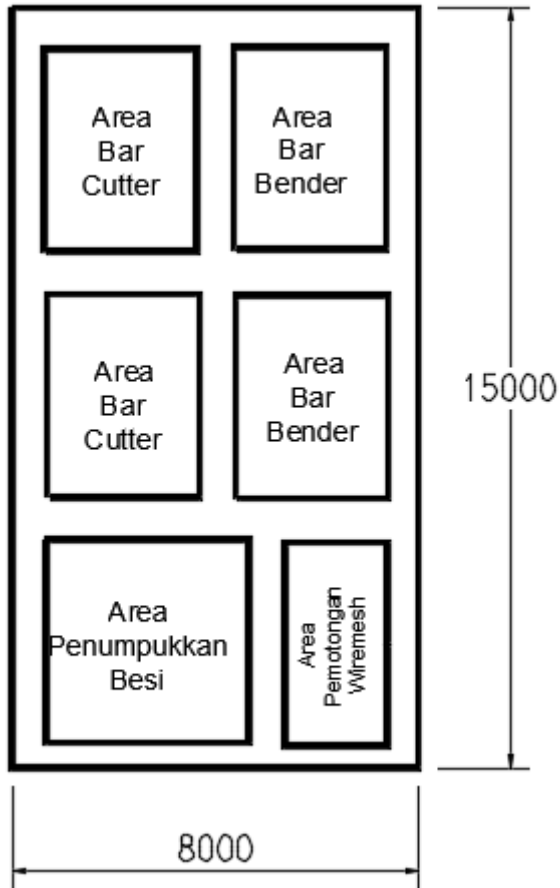 Area
Bar
Cutter
Area
Bar
Bender
Area
Bar
Cutter
Area
Bar
Bender
15000
Area
Penumpukkan
Besi
Area
Pemotongan
Wiremesh
8000